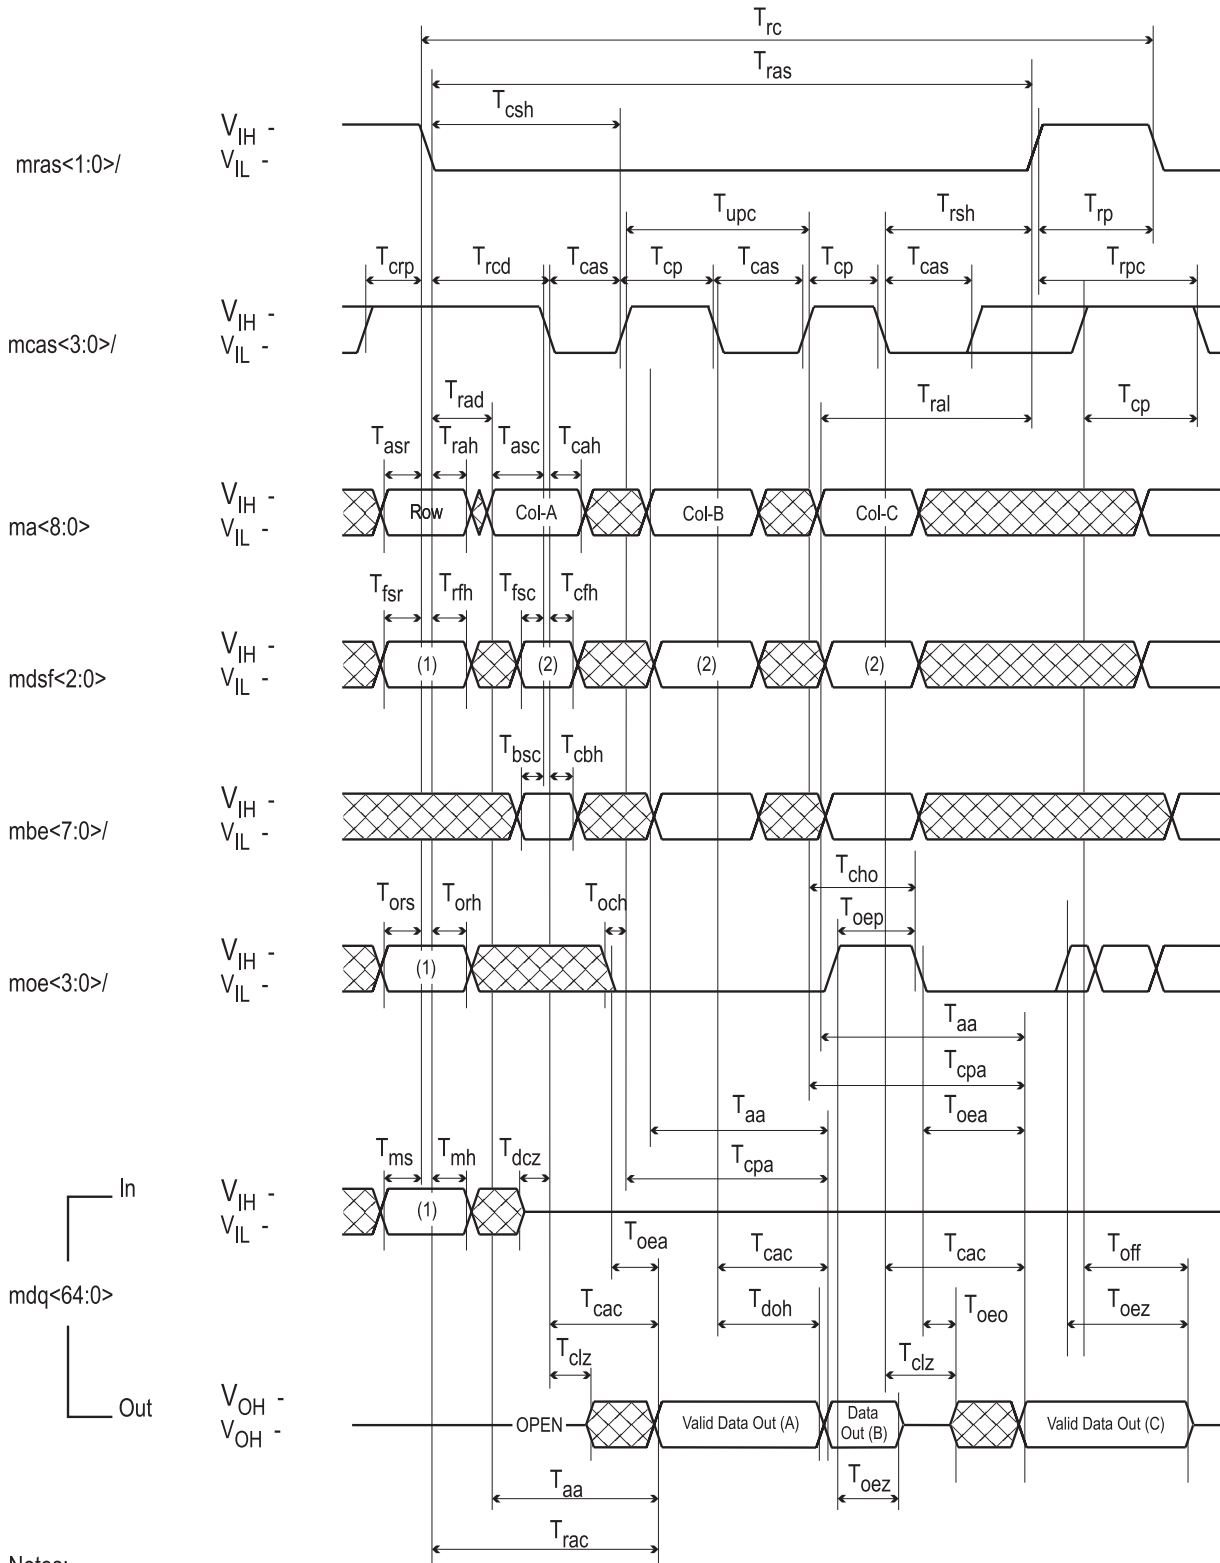 Trc
Tras
Tcsh
VIH -
VIL -
mras<1:0>/
Tupc
Trsh
Trp
Tcrp
Trcd
Tcas
Tcp
Tcas
Tcp
Tcas
Trpc
VIH -
VIL -
mcas<3:0>/
Trad
Tral
Tcp
Tasr
Trah
Tasc
Tcah
VIH -
VIL -
ma<8:0>
Row
Col-A
Col-B
Col-C
Tfsr
Trfh
Tfsc
Tcfh
VIH -
VIL -
mdsf<2:0>
(1)
(2)
(2)
(2)
Tbsc
Tcbh
VIH -
VIL -
mbe<7:0>/
Tcho
Tors
Torh
Toch
Toep
VIH -
VIL -
moe<3:0>/
(1)
Taa
Tcpa
Taa
Toea
Tms
Tmh
Tdcz
Tcpa
In
VIH -
VIL -
(1)
Toea
Tcac
Tcac
Toff
mdq<64:0>
Tcac
Tdoh
Toeo
Toez
Tclz
Tclz
Out
VOH -
VOH -
OPEN
Valid Data Out (A)
Data
Out (B)
Valid Data Out (C)
Taa
Toez
Trac
Notes: